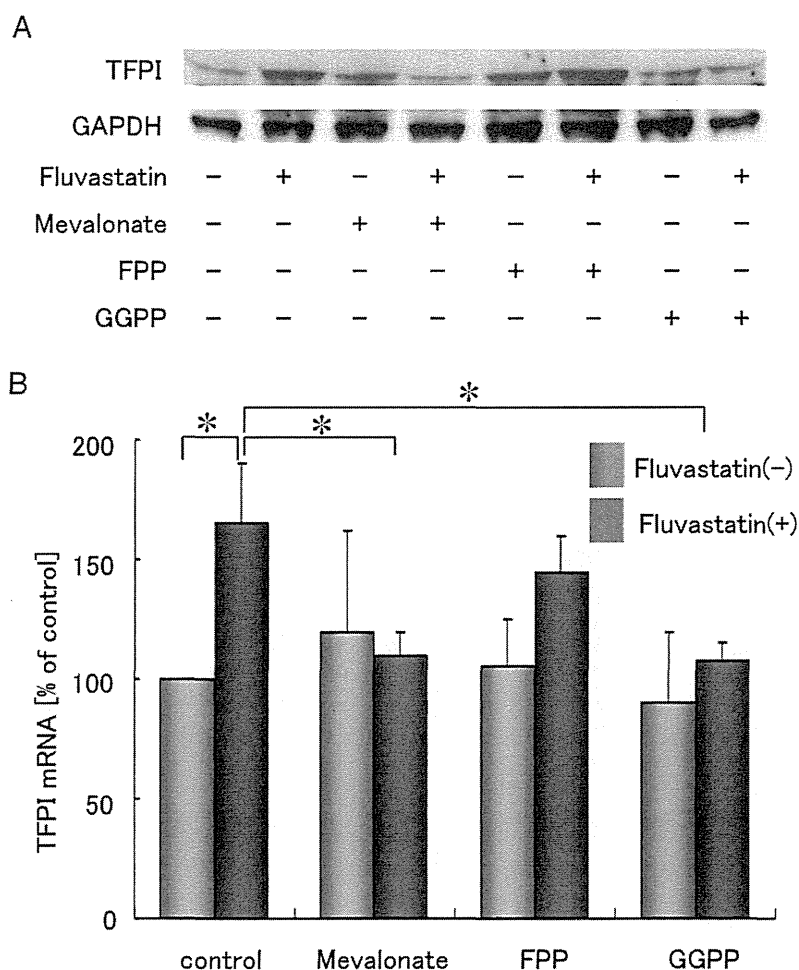 A
TFPI
GAPDH
Fluvastatin − + − + − + − +
Mevalonate − − + + − − − −
FPP − − − − + + − −
GGPP − − − − − − + +
B
*
* *
200
150
100
50
0
TFPI mRNA [% of control]
Fluvastatin(−)
Fluvastatin(+)
control Mevalonate FPP GGPP